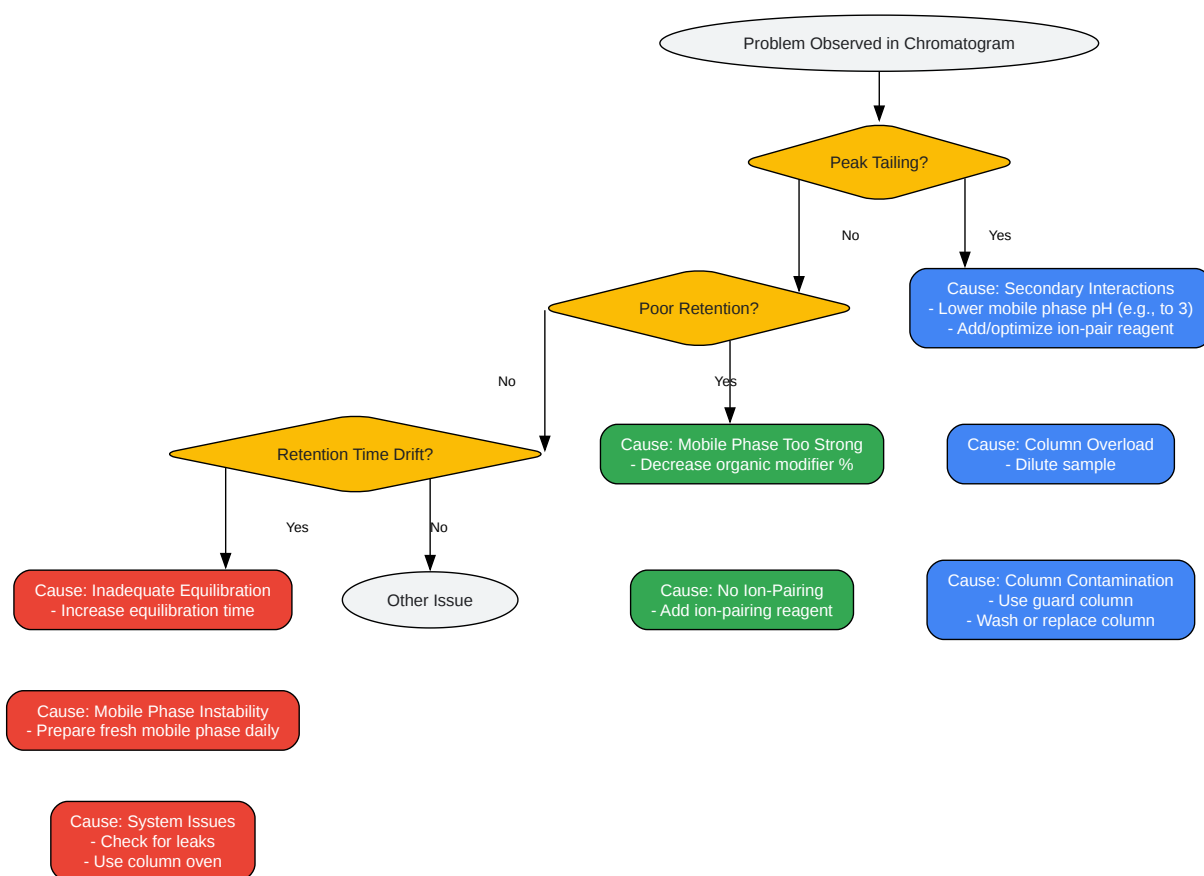 Problem Observed in Chromatogram
Peak Tailing?
No
Yes
Poor Retention?
Cause: Secondary Interactions
- Lower mobile phase pH (e.g., to 3)
- Add/optimize ion-pair reagent
No
Yes
Retention Time Drift?
Cause: Mobile Phase Too Strong
- Decrease organic modifier %
Cause: Column Overload
- Dilute sample
Yes
No
Cause: Inadequate Equilibration
- Increase equilibration time
Other Issue
Cause: No Ion-Pairing
- Add ion-pairing reagent
Cause: Column Contamination
- Use guard column
- Wash or replace column
Cause: Mobile Phase Instability
- Prepare fresh mobile phase daily
Cause: System Issues
- Check for leaks
- Use column oven